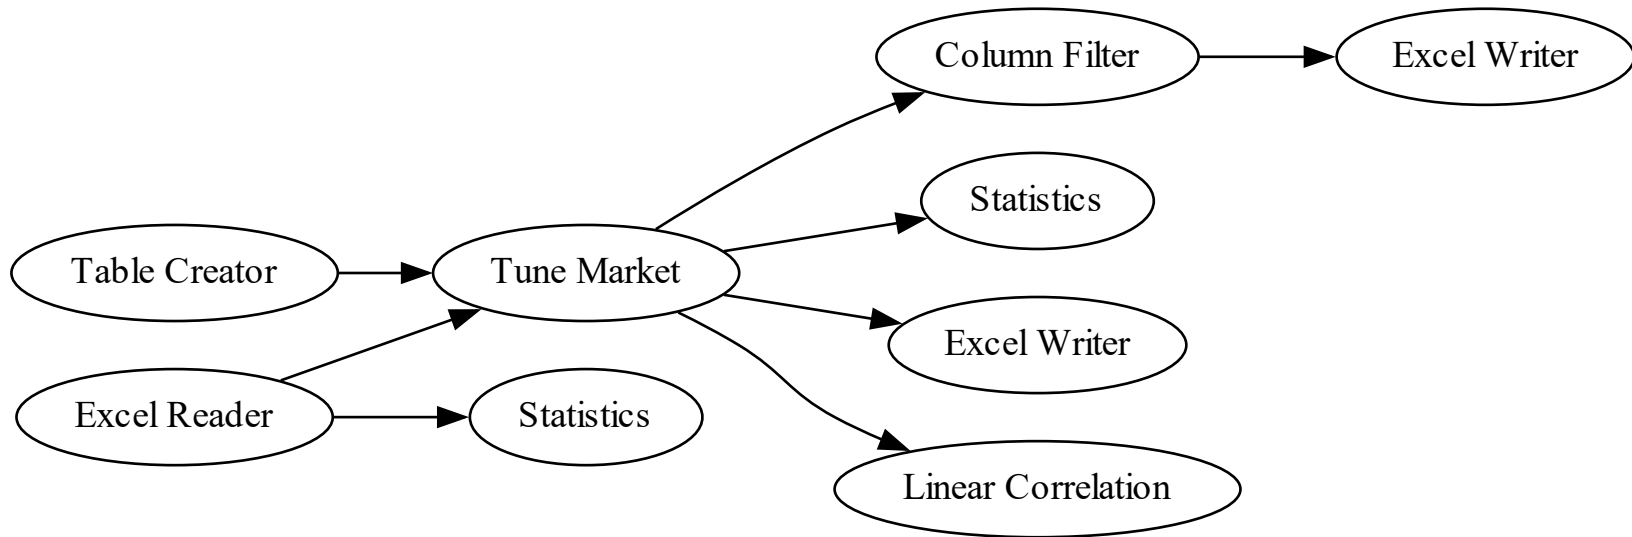 Column Filter
Excel Writer
Statistics
Table Creator
Tune Market
Excel Writer
Excel Reader
Statistics
Linear Correlation